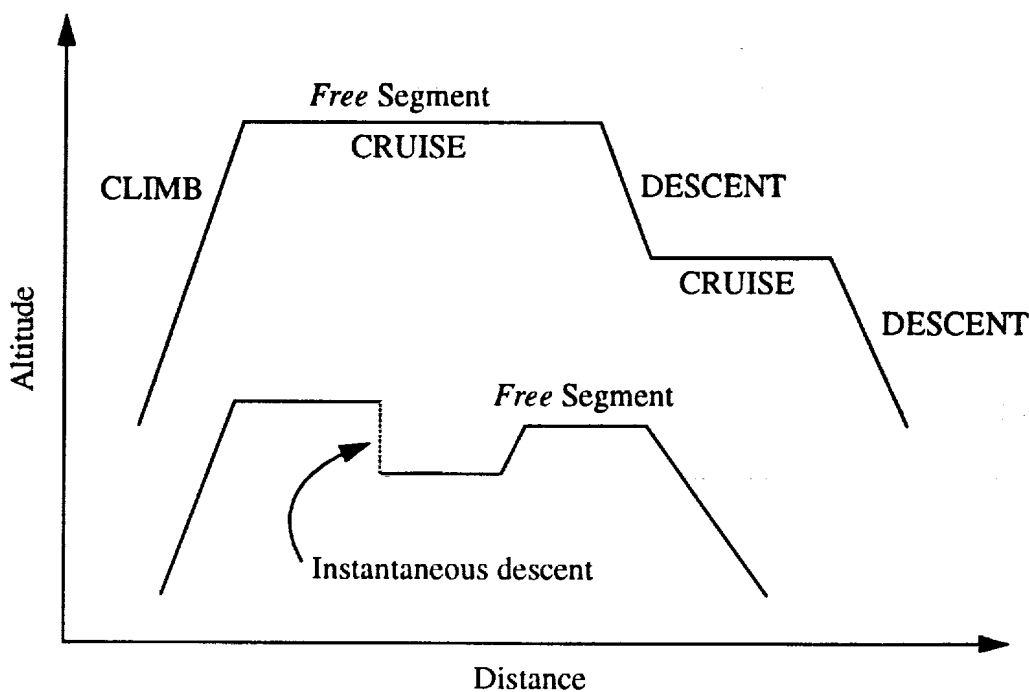 Free Segment
CRUISE
CLIMB
DESCENT
CRUISE
DESCENT
Altitude
Free Segment
Instantaneous descent
Distance